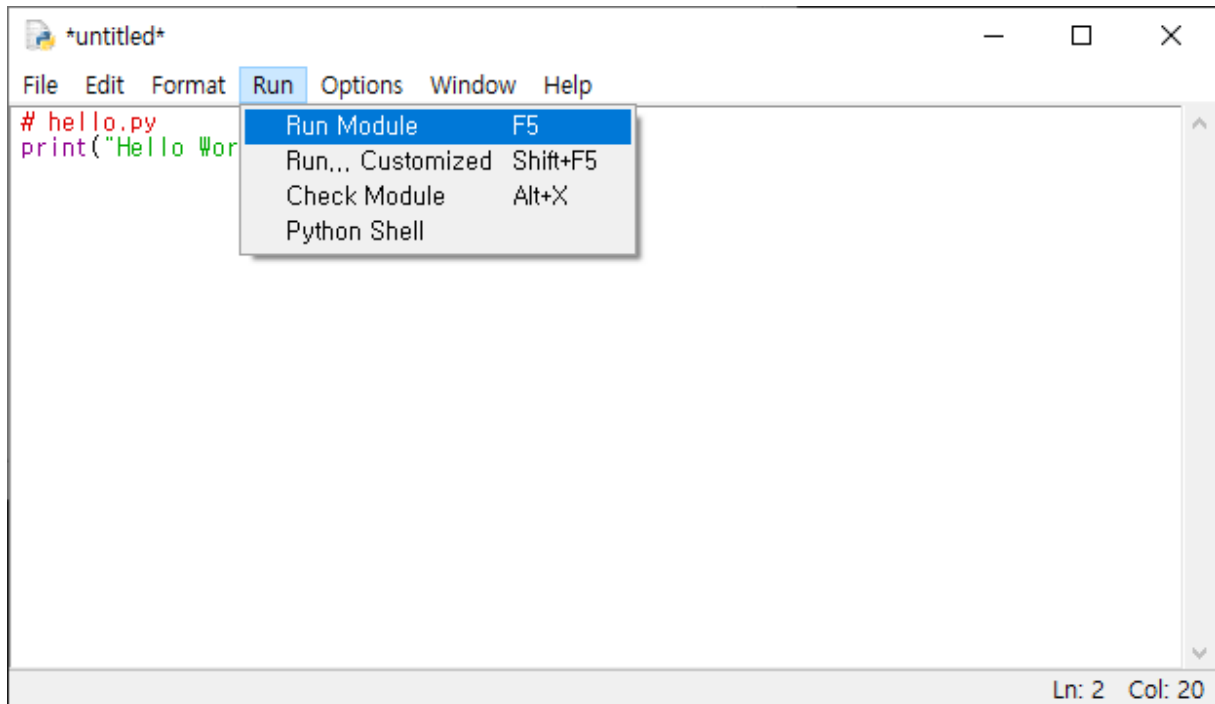 *untitled*
File Edit Format Run Options Window Help
# hello.py
print("Hello Wor
Run Module F5
Run... Customized Shift+F5
Check Module Alt+X
Python Shell
Ln: 2 Col: 20